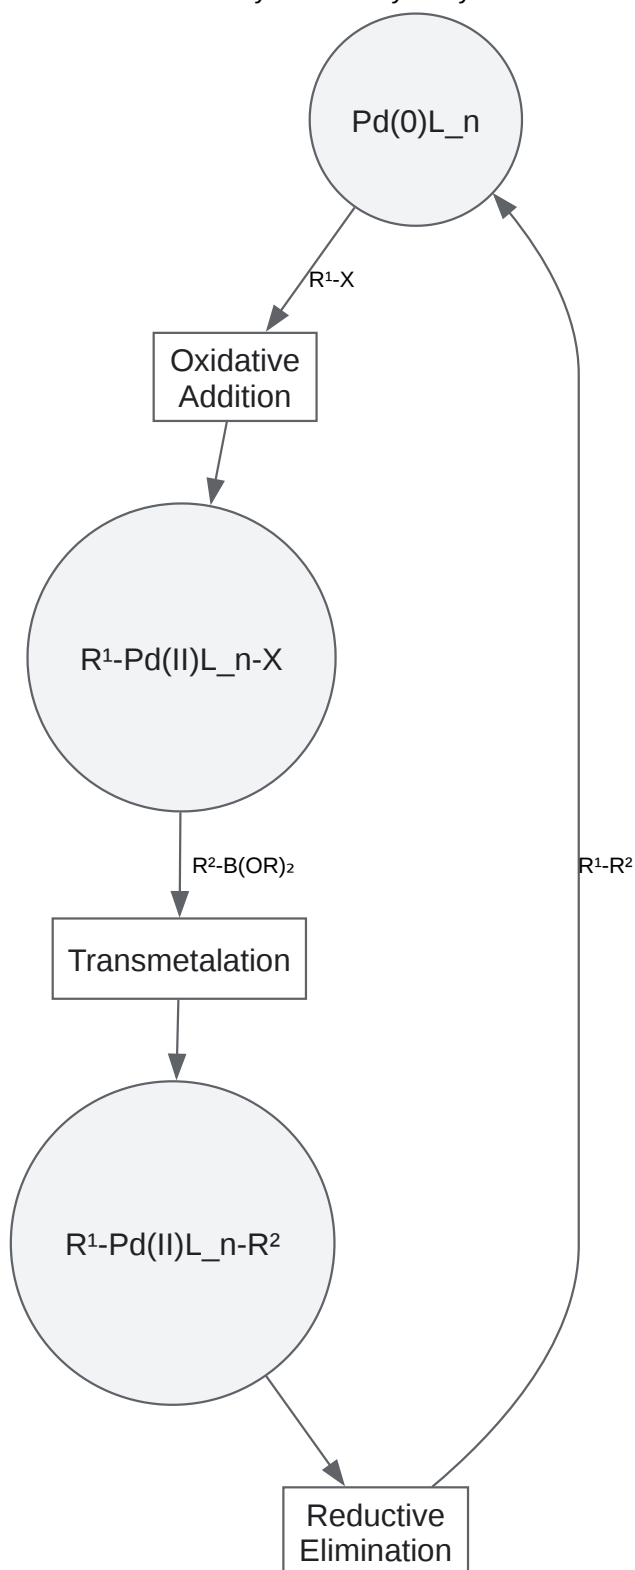 Pd(0)L_n
R¹-X
Oxidative
Addition
R¹-Pd(II)L_n-X
R²-B(OR)₂
R¹-R²
Transmetalation
R¹-Pd(II)L_n-R²
Reductive
Elimination